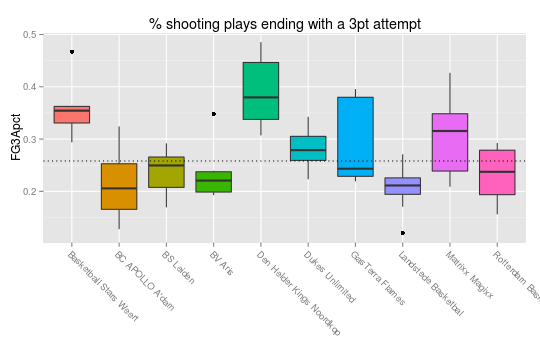 % shooting plays ending with a 3pt attempt
FG3Apct
0.5
0.4
0.3
0.2
Basketball Stars Weert
BC APOLLO A'dam
BS Leiden
BV Aris
Den Helder Kings Noordkop
Dukes Unlimited
GasTerra Flames
Landstede Basketbal
Matrixx Magixx
Rotterdam Bas